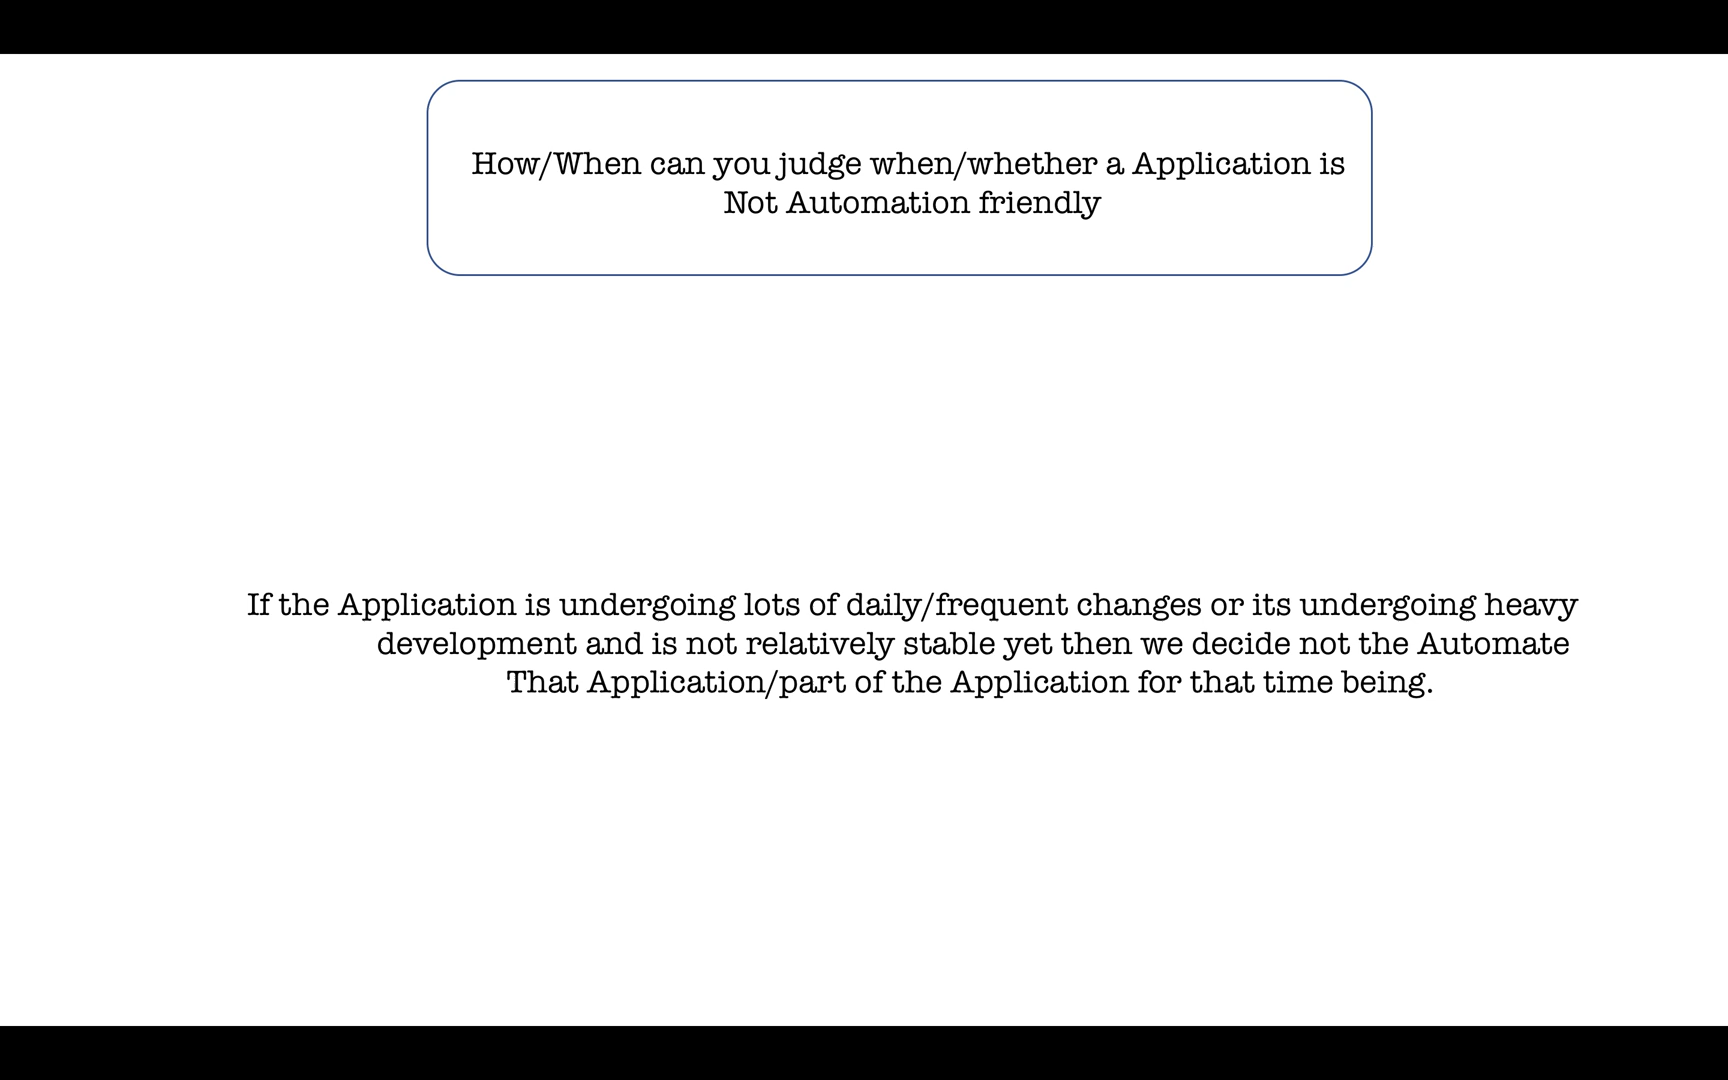 How/When can you judge when/whether a Application is
Not Automation friendly
If the Application is undergoing lots of daily/frequent changes or its undergoing heavy
development and is not relatively stable yet then we decide not the Automate
That Application/part of the Application for that time being.